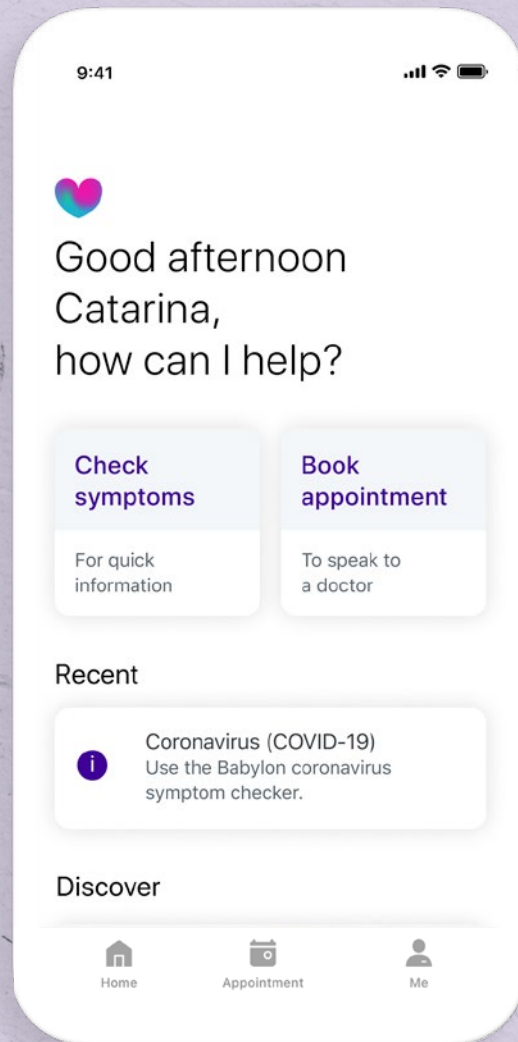 9:41
Good afternoon
Catarina,
how can I help?
Check
symptoms
Book
appointment
For quick
information
To speak to
a doctor
Recent
i
Coronavirus (COVID-19)
Use the Babylon coronavirus
symptom checker.
Discover
Home
Appointment
Me